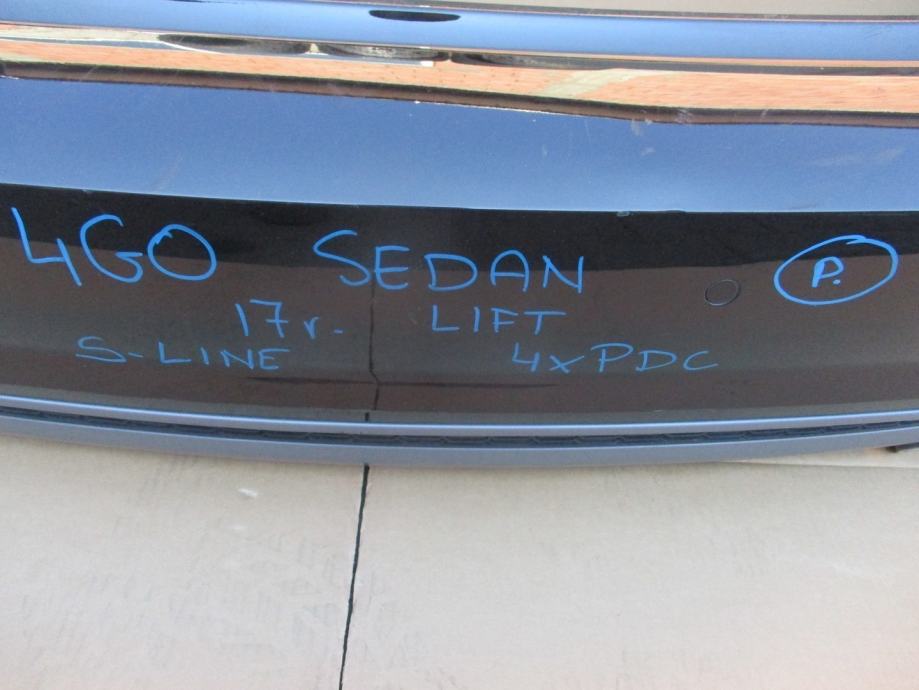 4G0 SEDAN P.
17r. LIFT
S-LINE 4xPDC